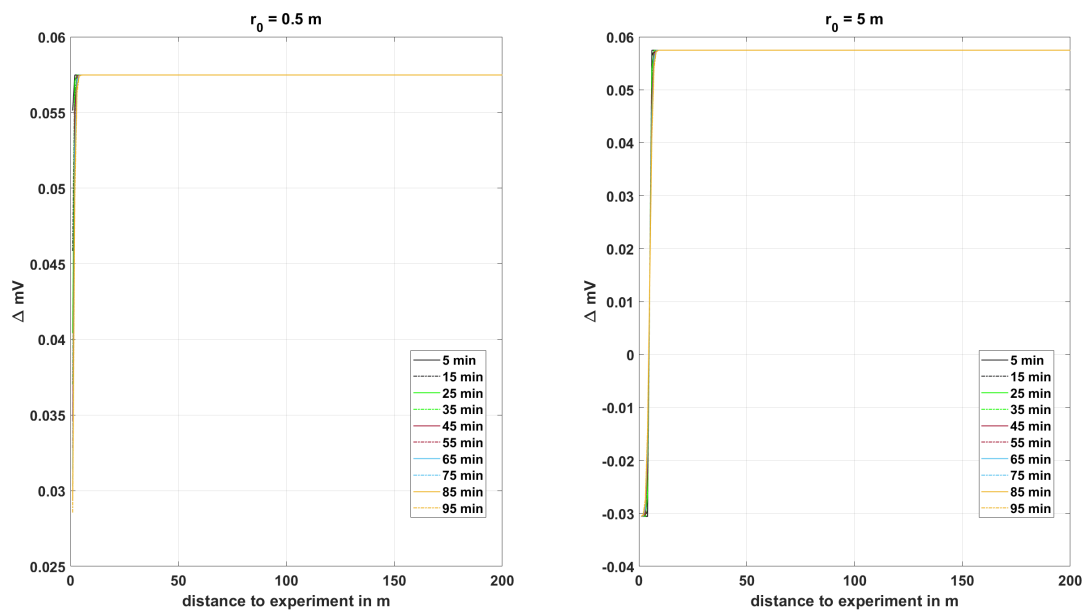 r0 = 0.5 m
0.06
0.055
0.05
0.045
0.04
0.035
0.03
0.025
Δ mV
0
50
100
150
200
distance to experiment in m
5 min
15 min
25 min
35 min
45 min
55 min
65 min
75 min
85 min
95 min
r0 = 5 m
0.06
0.05
0.04
0.03
0.02
0.01
0
-0.01
-0.02
-0.03
-0.04
Δ mV
0
50
100
150
200
distance to experiment in m
5 min
15 min
25 min
35 min
45 min
55 min
65 min
75 min
85 min
95 min